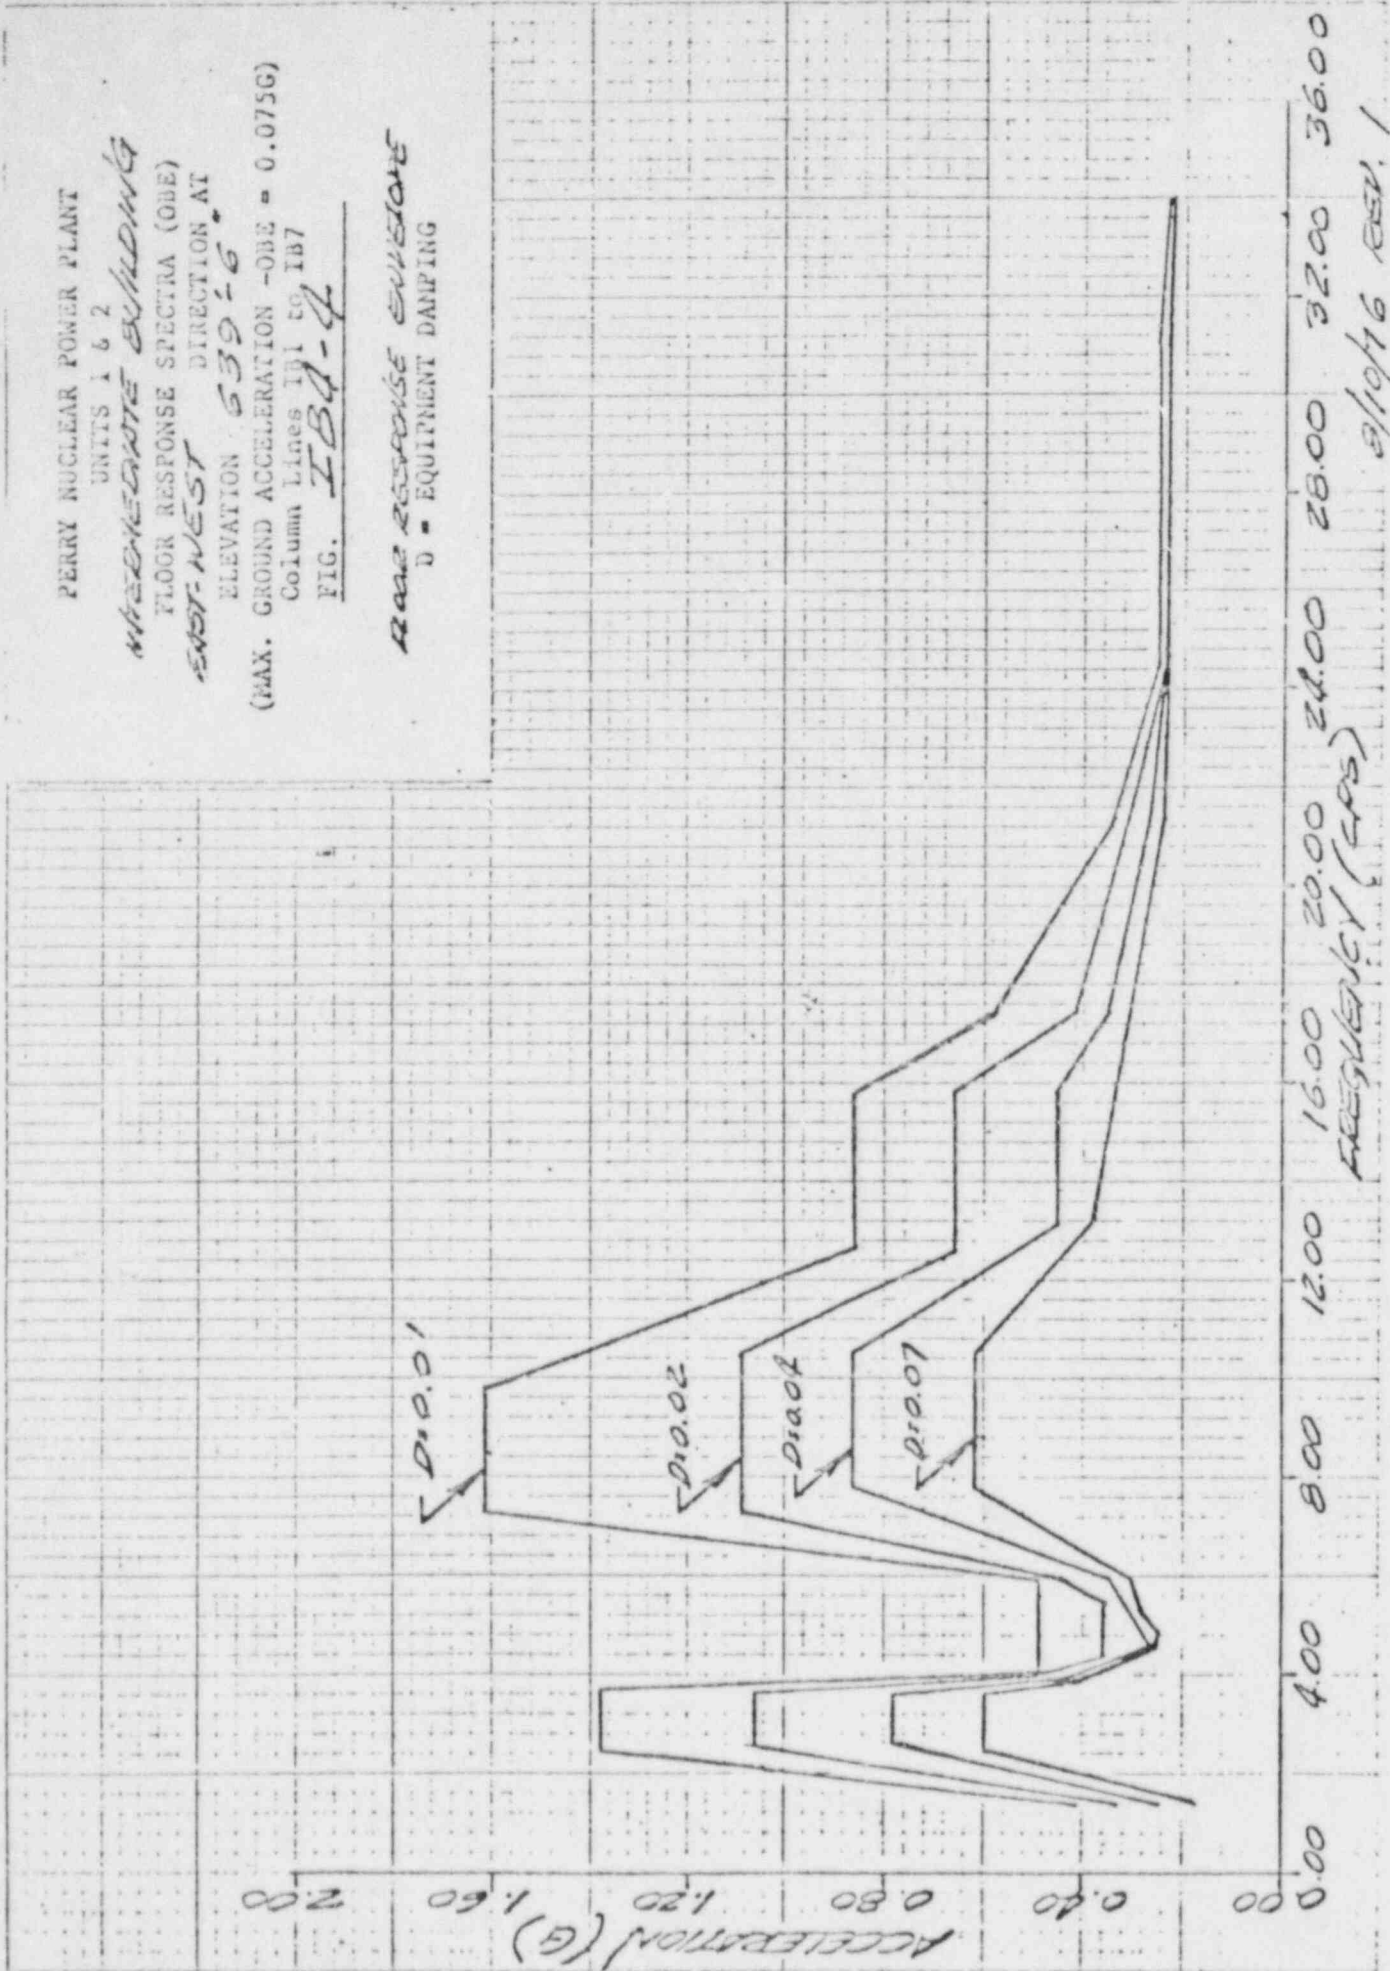 PERRY NUCLEAR POWER PLANT
UNITS 1 & 2
INTERMEDIATE BUILDING
FLOOR RESPONSE SPECTRA (OBE)
EAST-WEST DIRECTION AT
ELEVATION 639'-6"
(MAX. GROUND ACCELERATION -OBE = 0.075G)
Column Lines IB1 to IB7
FIG. IB4-4
FLOOR RESPONSE ENVELOPE
D = EQUIPMENT DAMPING
D=0.01
D=0.02
D=0.04
D=0.07
ACCELERATION (G)
2.00
1.60
1.20
0.80
0.40
0.00
0.00 4.00 8.00 12.00 16.00 20.00 24.00 28.00 32.00 36.00
FREQUENCY (CPS)
8/10/76 REV. 1